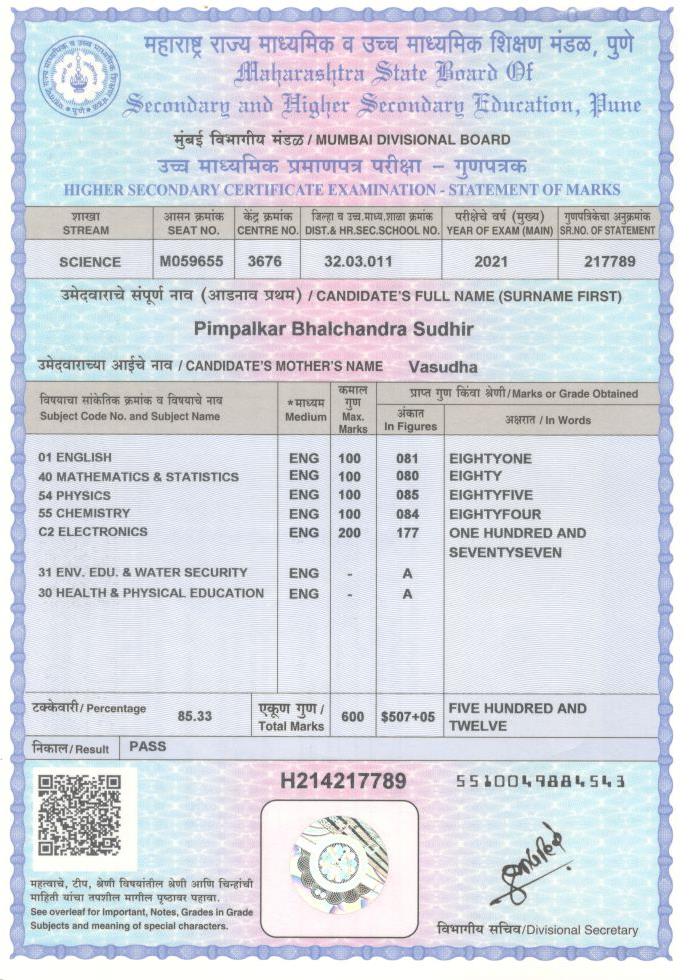 महाराष्ट्र राज्य माध्यमिक व उच्च माध्यमिक शिक्षण मंडळ, पुणे
Maharashtra State Board Of
Secondary and Higher Secondary Education, Pune
मुंबई विभागीय मंडळ / MUMBAI DIVISIONAL BOARD
उच्च माध्यमिक प्रमाणपत्र परीक्षा – गुणपत्रक
HIGHER SECONDARY CERTIFICATE EXAMINATION - STATEMENT OF MARKS
शाखा आसन क्रमांक केंद्र क्रमांक जिल्हा व उच्च.माध्य.शाळा क्रमांक परीक्षेचे वर्ष (मुख्य) गुणपत्रिकेचा अनुक्रमांक
STREAM SEAT NO. CENTRE NO. DIST.& HR.SEC.SCHOOL NO. YEAR OF EXAM (MAIN) SR.NO. OF STATEMENT
SCIENCE M059655 3676 32.03.011 2021 217789
उमेदवाराचे संपूर्ण नाव (आडनाव प्रथम) / CANDIDATE'S FULL NAME (SURNAME FIRST)
Pimpalkar Bhalchandra Sudhir
उमेदवाराच्या आईचे नाव / CANDIDATE'S MOTHER'S NAME Vasudha
विषयाचा सांकेतिक क्रमांक व विषयाचे नाव
Subject Code No. and Subject Name
*माध्यम
Medium
कमाल
गुण
Max.
Marks
प्राप्त गुण किंवा श्रेणी/Marks or Grade Obtained
अंकात
In Figures
अक्षरात / In Words
01 ENGLISH ENG 100 081 EIGHTYONE
40 MATHEMATICS & STATISTICS ENG 100 080 EIGHTY
54 PHYSICS ENG 100 085 EIGHTYFIVE
55 CHEMISTRY ENG 100 084 EIGHTYFOUR
C2 ELECTRONICS ENG 200 177 ONE HUNDRED AND
SEVENTYSEVEN
31 ENV. EDU. & WATER SECURITY ENG - A
30 HEALTH & PHYSICAL EDUCATION ENG - A
टक्केवारी/ Percentage 85.33 एकूण गुण / Total Marks 600 $507+05 FIVE HUNDRED AND
TWELVE
निकाल/Result PASS
H214217789 5510049884543
महत्वाचे, टीप, श्रेणी विषयांतील श्रेणी आणि चिन्हांची
माहिती यांचा तपशील मागील पृष्ठावर पहावा.
See overleaf for Important, Notes, Grades in Grade
Subjects and meaning of special characters.
विभागीय सचिव/Divisional Secretary